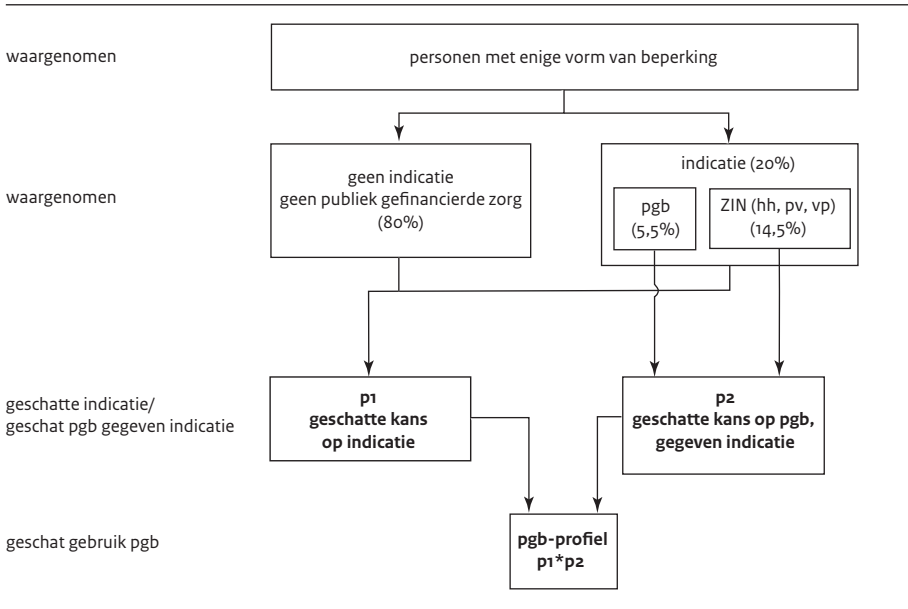 waargenomen
personen met enige vorm van beperking
waargenomen
geen indicatie
geen publiek gefinancierde zorg
(80%)
indicatie (20%)
pgb
(5,5%)
ZIN (hh, pv, vp)
(14,5%)
geschatte indicatie/
geschat pgb gegeven indicatie
p1
geschatte kans
op indicatie
p2
geschatte kans op pgb,
gegeven indicatie
geschat gebruik pgb
pgb-profiel
p1*p2